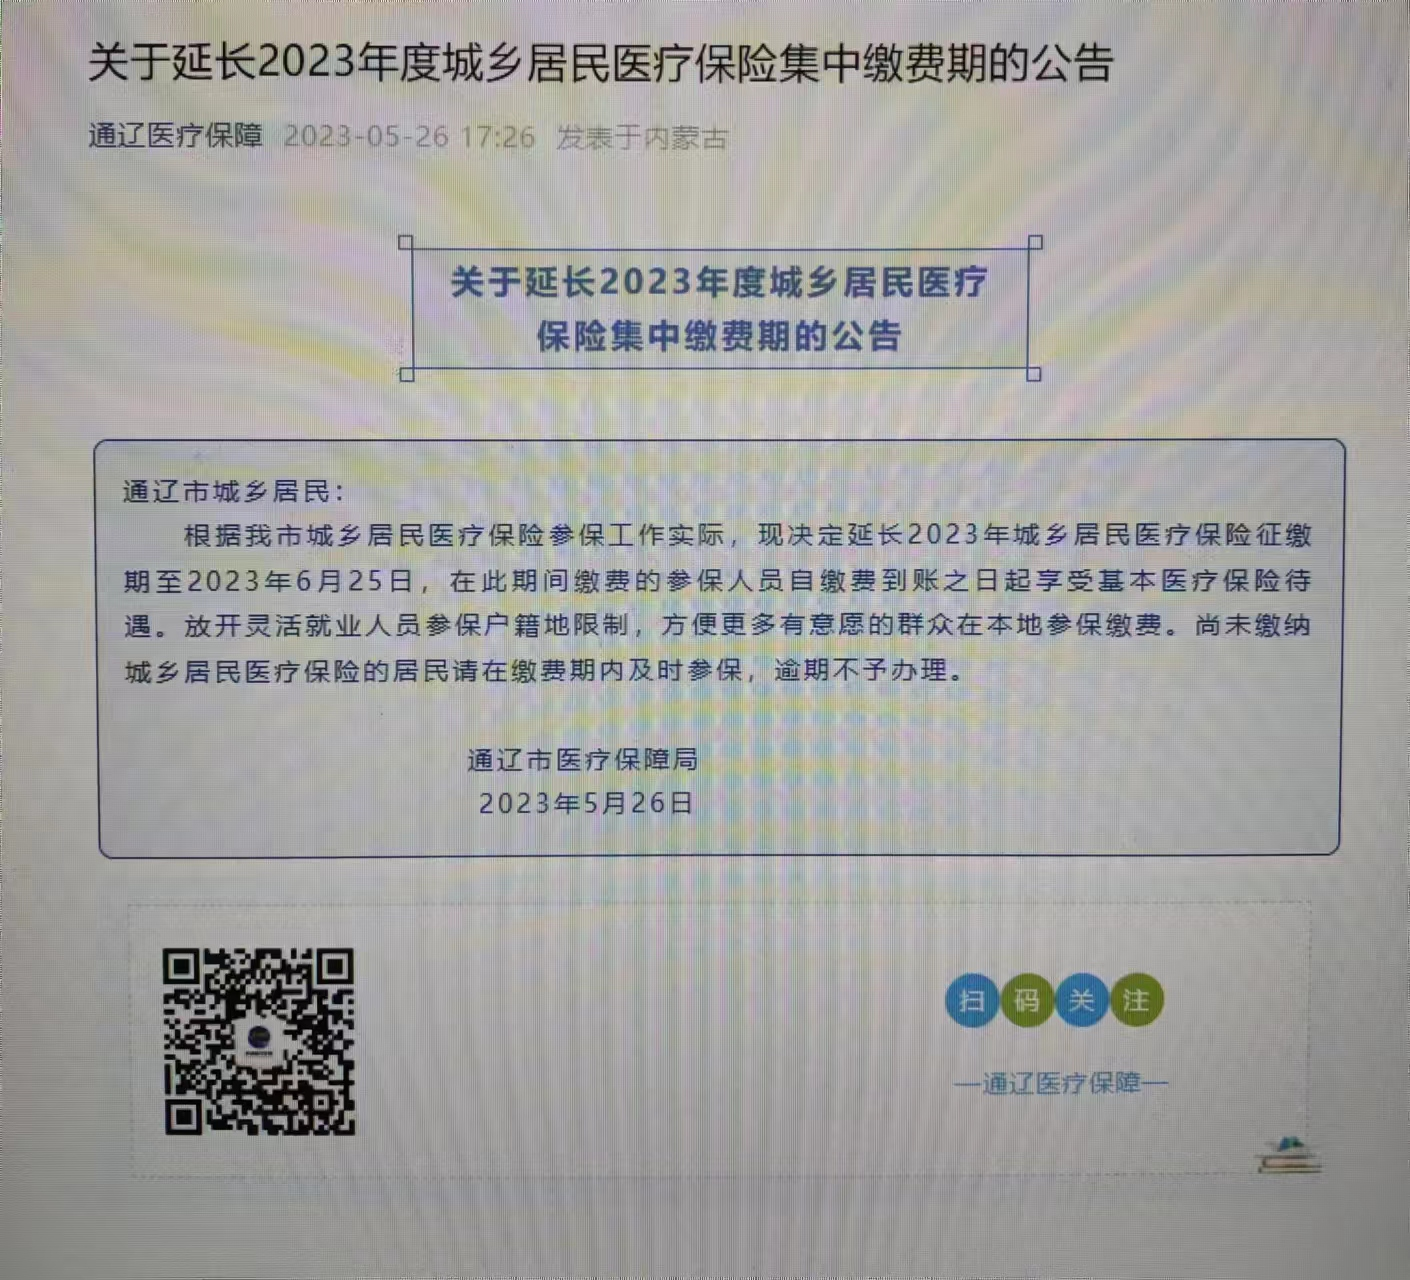 关于延长2023年度城乡居民医疗保险集中缴费期的公告
通辽医疗保障 2023-05-26 17:26 发表于内蒙古
关于延长2023年度城乡居民医疗
保险集中缴费期的公告
通辽市城乡居民：
根据我市城乡居民医疗保险参保工作实际，现决定延长2023年城乡居民医疗保险征缴
期至2023年6月25日，在此期间缴费的参保人员自缴费到账之日起享受基本医疗保险待
遇。放开灵活就业人员参保户籍地限制，方便更多有意愿的群众在本地参保缴费。尚未缴纳
城乡居民医疗保险的居民请在缴费期内及时参保，逾期不予办理。
通辽市医疗保障局
2023年5月26日
扫码关注
—通辽医疗保障—